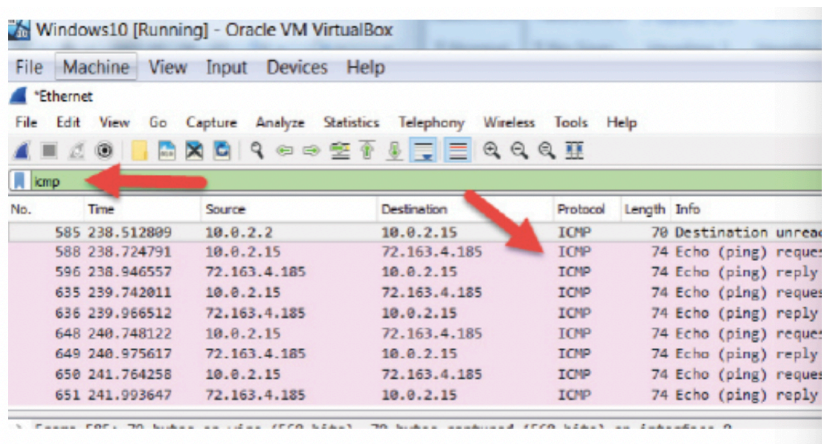 Windows10 [Running] - Oracle VM VirtualBox
File Machine View Input Devices Help
*Ethernet
File Edit View Go Capture Analyze Statistics Telephony Wireless Tools Help
icmp
No. Time Source Destination Protocol Length Info
585 238.512809 10.0.2.2 10.0.2.15 ICMP 70 Destination unreac
588 238.724791 10.0.2.15 72.163.4.185 ICMP 74 Echo (ping) reques
596 238.946557 72.163.4.185 10.0.2.15 ICMP 74 Echo (ping) reply
635 239.742011 10.0.2.15 72.163.4.185 ICMP 74 Echo (ping) reques
636 239.966512 72.163.4.185 10.0.2.15 ICMP 74 Echo (ping) reply
648 240.748122 10.0.2.15 72.163.4.185 ICMP 74 Echo (ping) reques
649 240.975617 72.163.4.185 10.0.2.15 ICMP 74 Echo (ping) reply
650 241.764258 10.0.2.15 72.163.4.185 ICMP 74 Echo (ping) reques
651 241.993647 72.163.4.185 10.0.2.15 ICMP 74 Echo (ping) reply